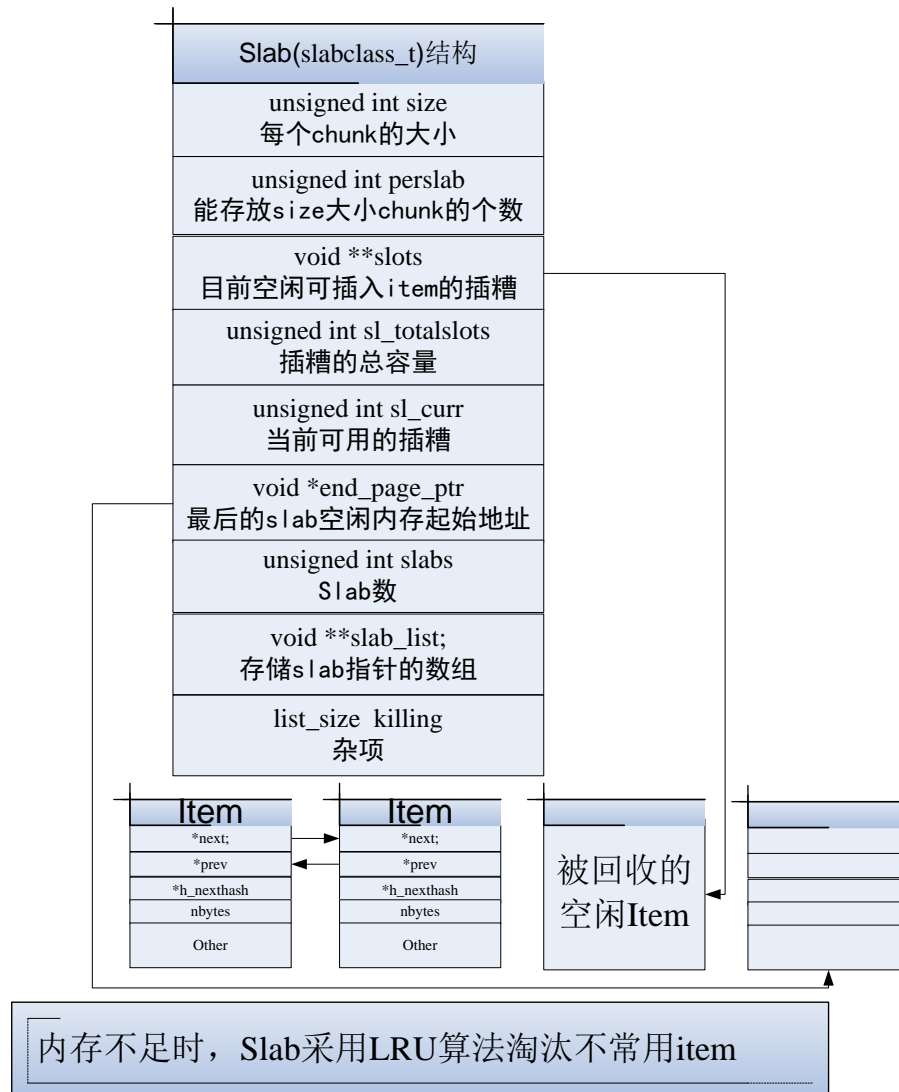 Slab(slabclass_t)结构
unsigned int size
每个chunk的大小
unsigned int perslab
能存放size大小chunk的个数
void **slots
目前空闲可插入item的插糟
unsigned int sl_totalslots
插糟的总容量
unsigned int sl_curr
当前可用的插糟
void *end_page_ptr
最后的slab空闲内存起始地址
unsigned int slabs
Slab数
void **slab_list;
存储slab指针的数组
list_size killing
杂项
Item
*next;
*prev
*h_nexthash
nbytes
Other
Item
*next;
*prev
*h_nexthash
nbytes
Other
被回收的
空闲Item
内存不足时，Slab采用LRU算法淘汰不常用item